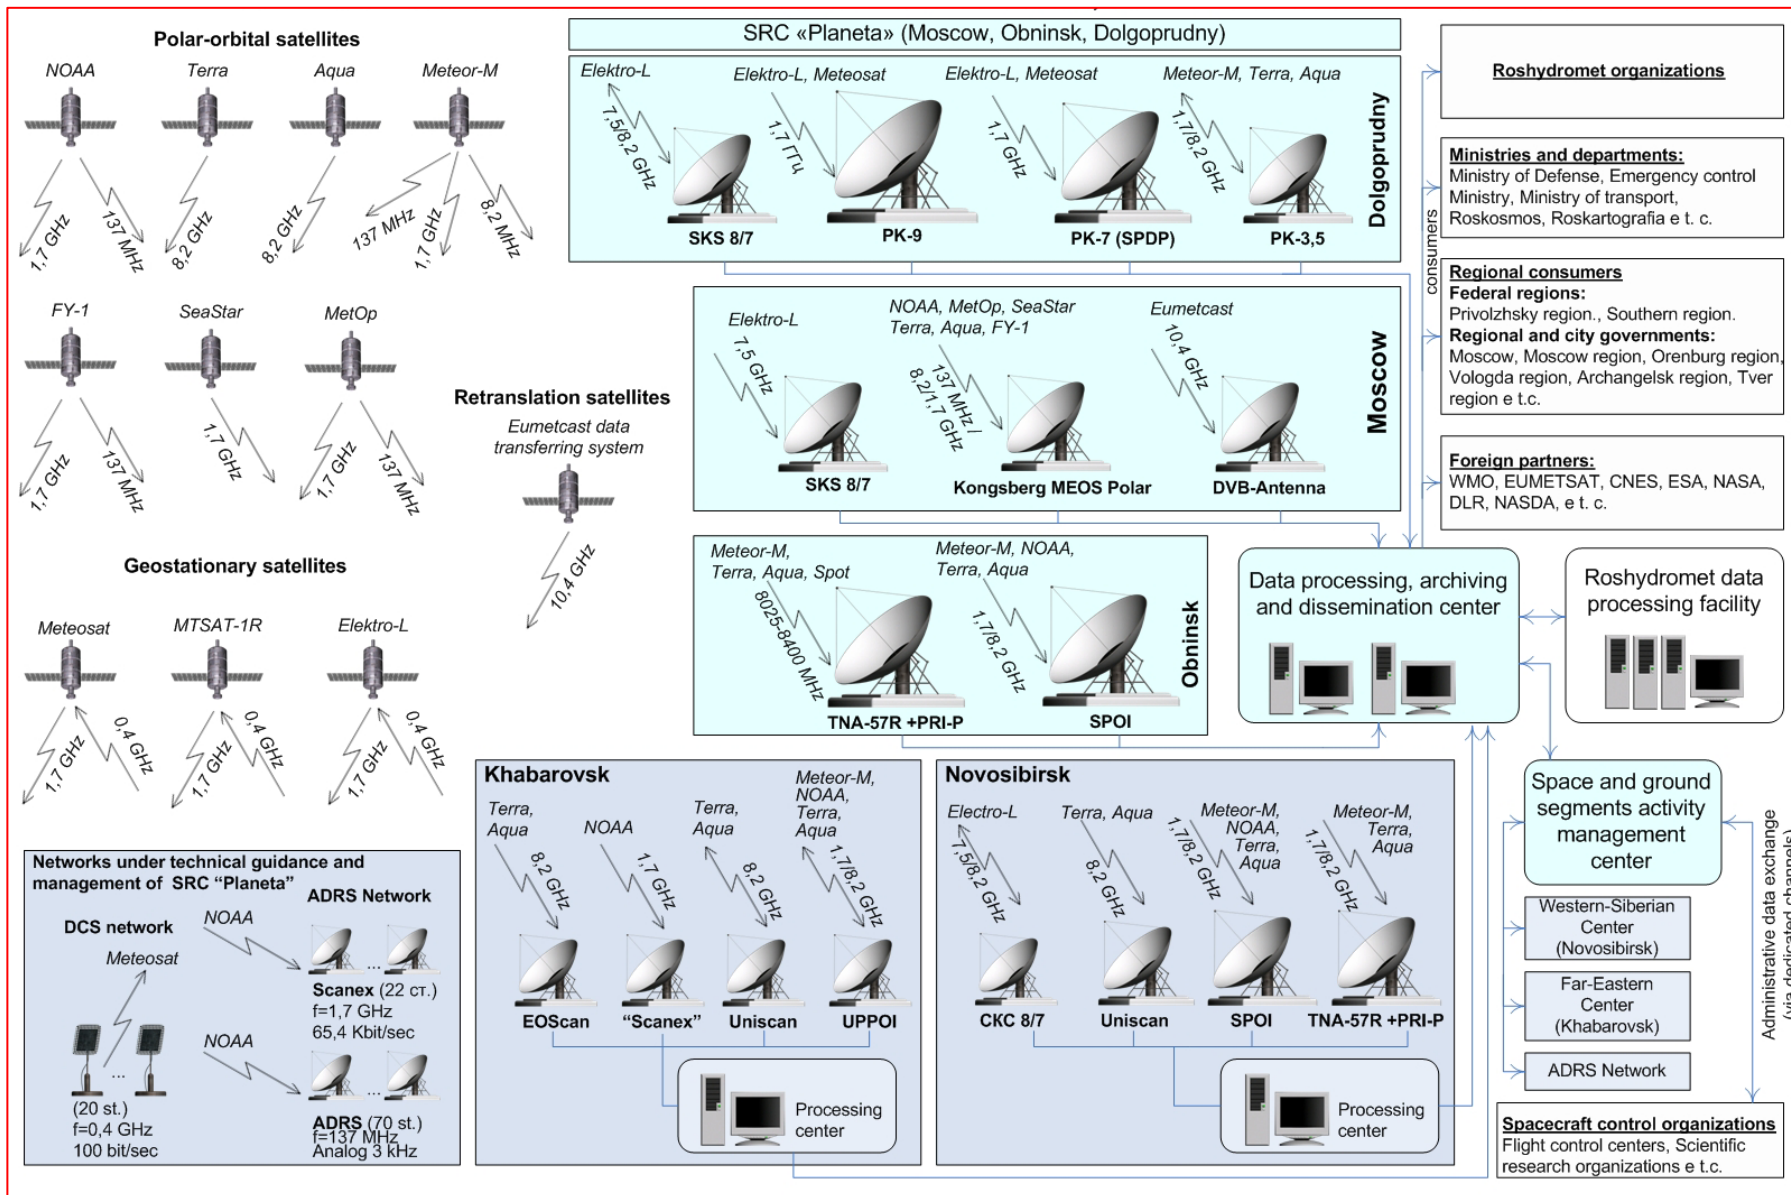 Polar-orbital satellites
NOAA
Terra
Aqua
Meteor-M
1,7 GHz
137 MHz
8,2 GHz
8,2 GHz
137 MHz
1,7 GHz
8,2 MHz
FY-1
SeaStar
MetOp
1,7 GHz
137 MHz
1,7 GHz
1,7 GHz
137 MHz
Retranslation satellites
Eumetcast data
transferring system
10,4 GHz
Geostationary satellites
Meteosat
MTSAT-1R
Elektro-L
1,7 GHz
0,4 GHz
1,7 GHz
0,4 GHz
1,7 GHz
0,4 GHz
Networks under technical guidance and
management of SRC “Planeta”
ADRS Network
DCS network
NOAA
Meteosat
Scanex (22 ст.)
f=1,7 GHz
65,4 Kbit/sec
NOAA
...
...
...
(20 st.)
f=0,4 GHz
100 bit/sec
ADRS (70 st.)
f=137 MHz
Analog 3 kHz
SRC «Planeta» (Moscow, Obninsk, Dolgoprudny)
Elektro-L
Elektro-L, Meteosat
Elektro-L, Meteosat
Meteor-M, Terra, Aqua
7,5/8,2 GHz
1,7 ГГц
1,7 GHz
1,7/8,2 GHz
Dolgoprudny
SKS 8/7
PK-9
PK-7 (SPDP)
PK-3,5
Elektro-L
NOAA, MetOp, SeaStar
Terra, Aqua, FY-1
Eumetcast
7,5 GHz
137 MHz /
8,2/1,7 GHz
10,4 GHz
Moscow
SKS 8/7
Kongsberg MEOS Polar
DVB-Antenna
Meteor-M,
Terra, Aqua, Spot
Meteor-M, NOAA,
Terra, Aqua
8025-8400 MHz
1,7/8,2 GHz
Obninsk
TNA-57R +PRI-P
SPOI
Khabarovsk
Terra,
Aqua
NOAA
Terra,
Aqua
Meteor-M,
NOAA,
Terra,
Aqua
8,2 GHz
1,7 GHz
8,2 GHz
1,7/8,2 GHz
EOScan
“Scanex”
Uniscan
UPPOI
Processing
center
Novosibirsk
Electro-L
Terra, Aqua
Meteor-M,
NOAA,
Terra,
Aqua
Meteor-M,
Terra,
Aqua
7,5/8,2 GHz
8,2 GHz
1,7/8,2 GHz
1,7/8,2 GHz
СКС 8/7
Uniscan
SPOI
TNA-57R +PRI-P
Processing
center
consumers
Roshydromet organizations
Ministries and departments:
Ministry of Defense, Emergency control
Ministry, Ministry of transport,
Roskosmos, Roskartografia e t. c.
Regional consumers
Federal regions:
Privolzhsky region., Southern region.
Regional and city governments:
Moscow, Moscow region, Orenburg region,
Vologda region, Archangelsk region, Tver
region e t.c.
Foreign partners:
WMO, EUMETSAT, CNES, ESA, NASA,
DLR, NASDA, e t. c.
Data processing, archiving
and dissemination center
Roshydromet data
processing facility
Space and ground
segments activity
management
center
Western-Siberian
Center
(Novosibirsk)
Far-Eastern
Center
(Khabarovsk)
ADRS Network
Administrative data exchange
(via dedicated channels)
Spacecraft control organizations
Flight control centers, Scientific
research organizations e t.c.